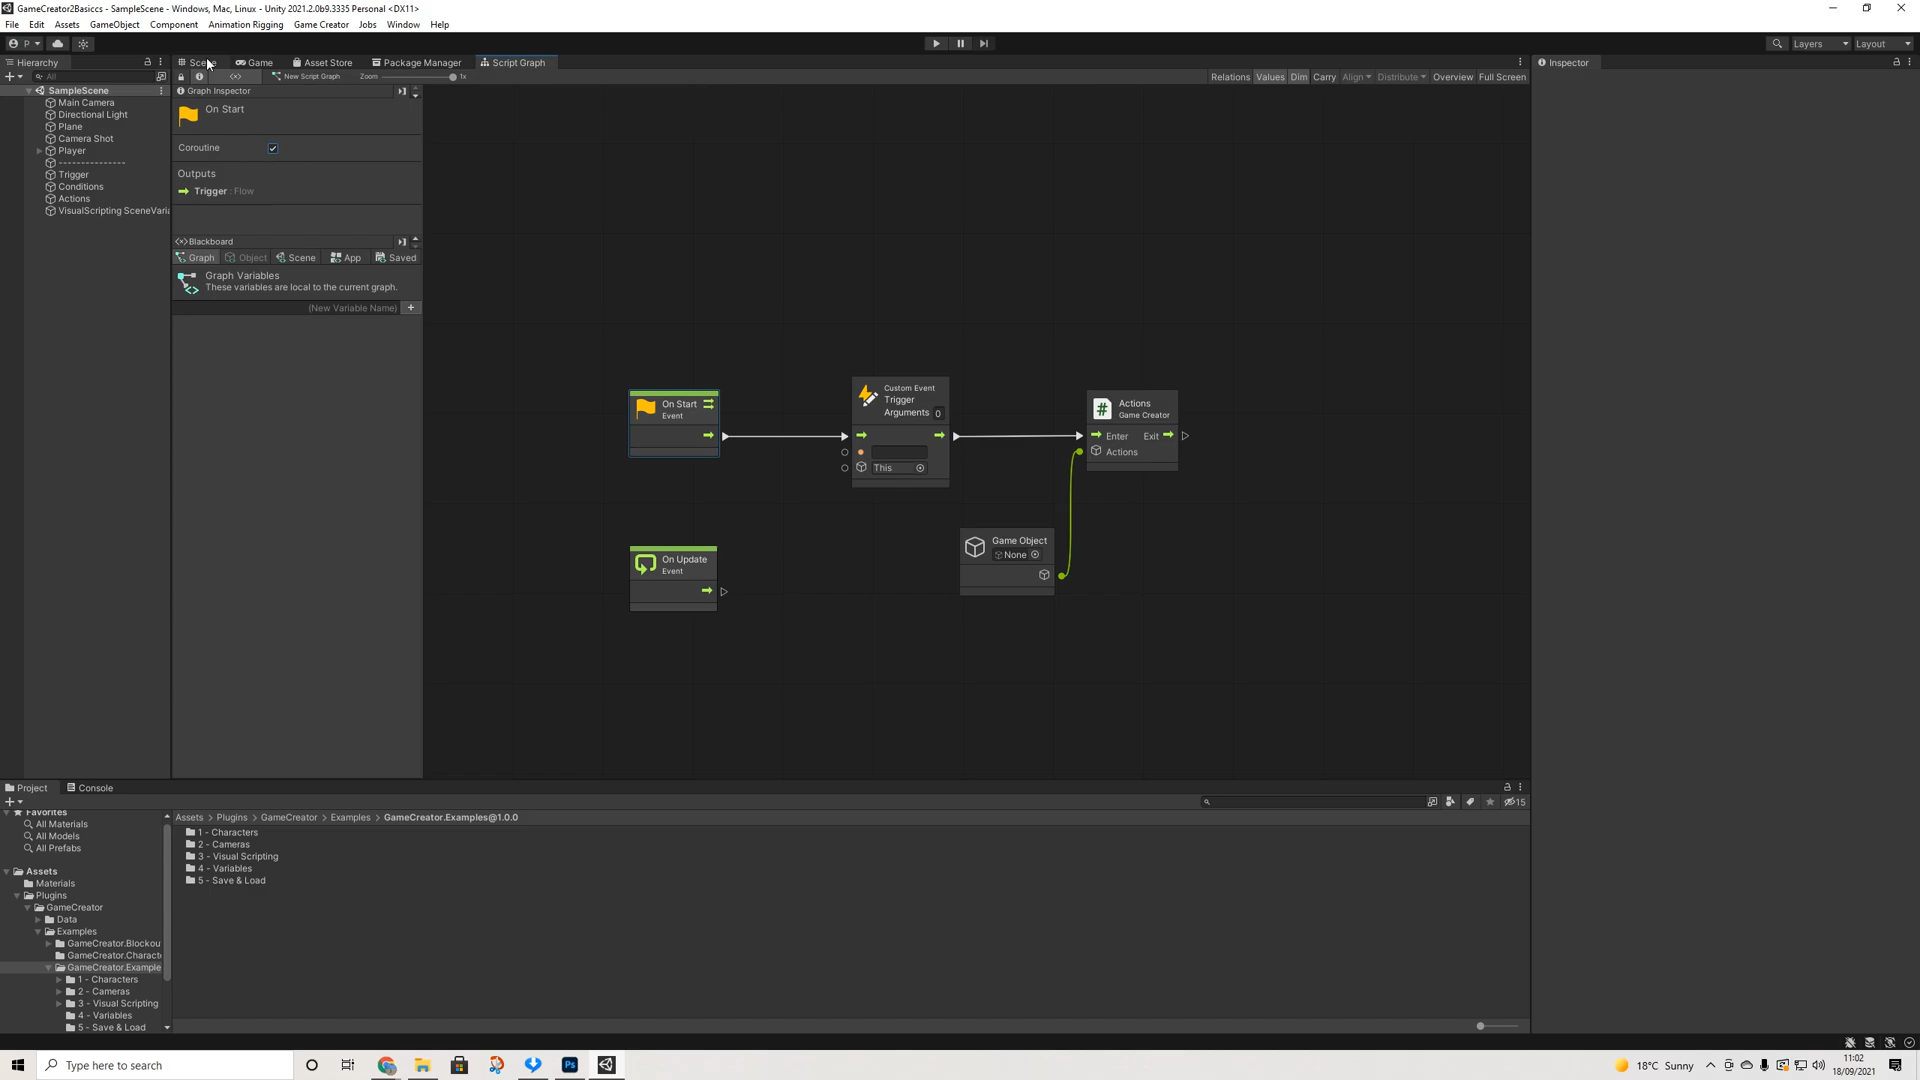 GameCreator2Basiccs - SampleScene - Windows, Mac, Linux - Unity 2021.2.0b9.3335 Personal <DX11>
File Edit Assets GameObject Component Animation Rigging Game Creator Jobs Window Help
P Layers Layout
Hierarchy Scene Game Asset Store Package Manager Script Graph Inspector
All New Script Graph Zoom 1x Relations Values Dim Carry Align Distribute Overview Full Screen
SampleScene
Main Camera
Directional Light
Plane
Camera Shot
Player
---------------
Trigger
Conditions
Actions
VisualScripting SceneVaria
Graph Inspector
On Start
Coroutine
Outputs
Trigger : Flow
Blackboard
Graph Object Scene App Saved
Graph Variables
These variables are local to the current graph.
(New Variable Name) +
On Start
Event
Custom Event
Trigger
Arguments 0
This
Actions
Game Creator
Enter Exit
Actions
On Update
Event
Game Object
None
Project Console
15
Favorites
All Materials
All Models
All Prefabs
Assets
Materials
Plugins
GameCreator
Data
Examples
GameCreator.Blockou
GameCreator.Characte
GameCreator.Example
1 - Characters
2 - Cameras
3 - Visual Scripting
4 - Variables
5 - Save & Load
Assets > Plugins > GameCreator > Examples > GameCreator.Examples@1.0.0
1 - Characters
2 - Cameras
3 - Visual Scripting
4 - Variables
5 - Save & Load
Type here to search
Ps
18°C Sunny
11:02
18/09/2021